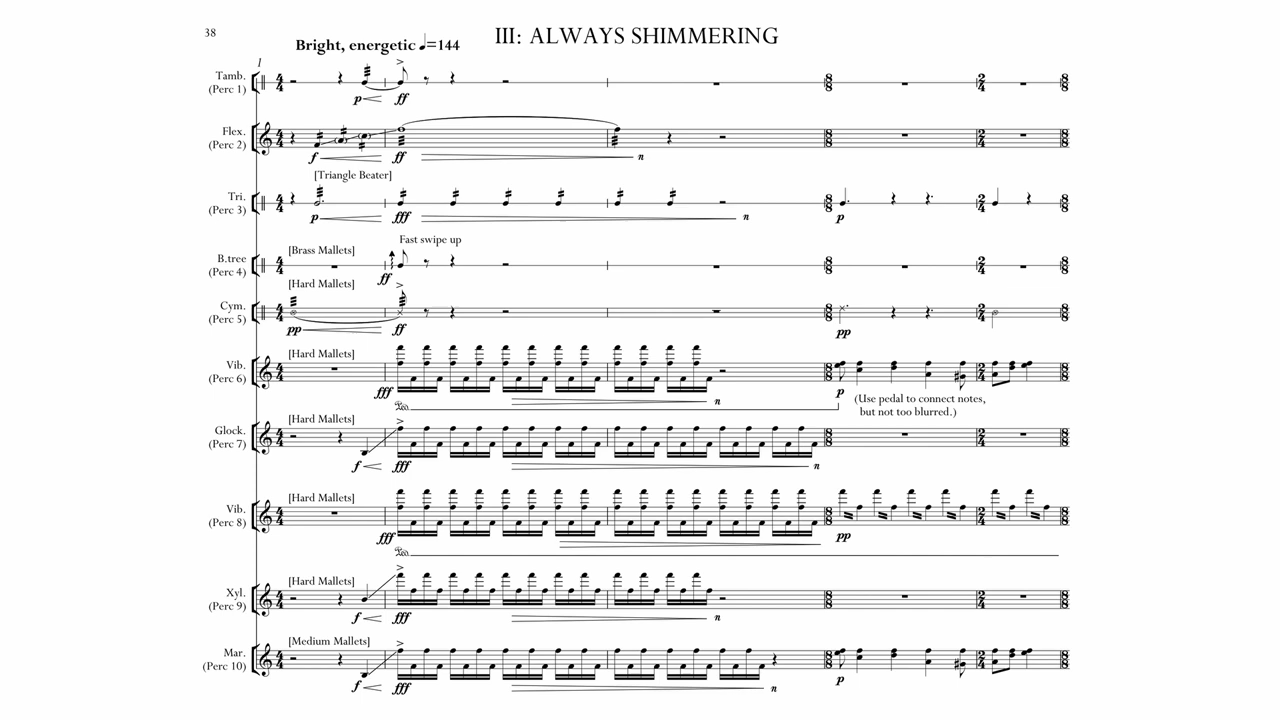 38
III: ALWAYS SHIMMERING
Bright, energetic ♩=144
1
Tamb.
(Perc 1)
p
ff
Flex.
(Perc 2)
f
ff
n
[Triangle Beater]
Tri.
(Perc 3)
p
fff
n
p
Fast swipe up
[Brass Mallets]
B.tree
(Perc 4)
ff
[Hard Mallets]
Cym.
(Perc 5)
pp
ff
pp
[Hard Mallets]
Vib.
(Perc 6)
fff
n
p
(Use pedal to connect notes,
but not too blurred.)
[Hard Mallets]
Glock.
(Perc 7)
f
fff
n
[Hard Mallets]
Vib.
(Perc 8)
fff
pp
[Hard Mallets]
Xyl.
(Perc 9)
f
fff
n
[Medium Mallets]
Mar.
(Perc 10)
f
fff
n
p